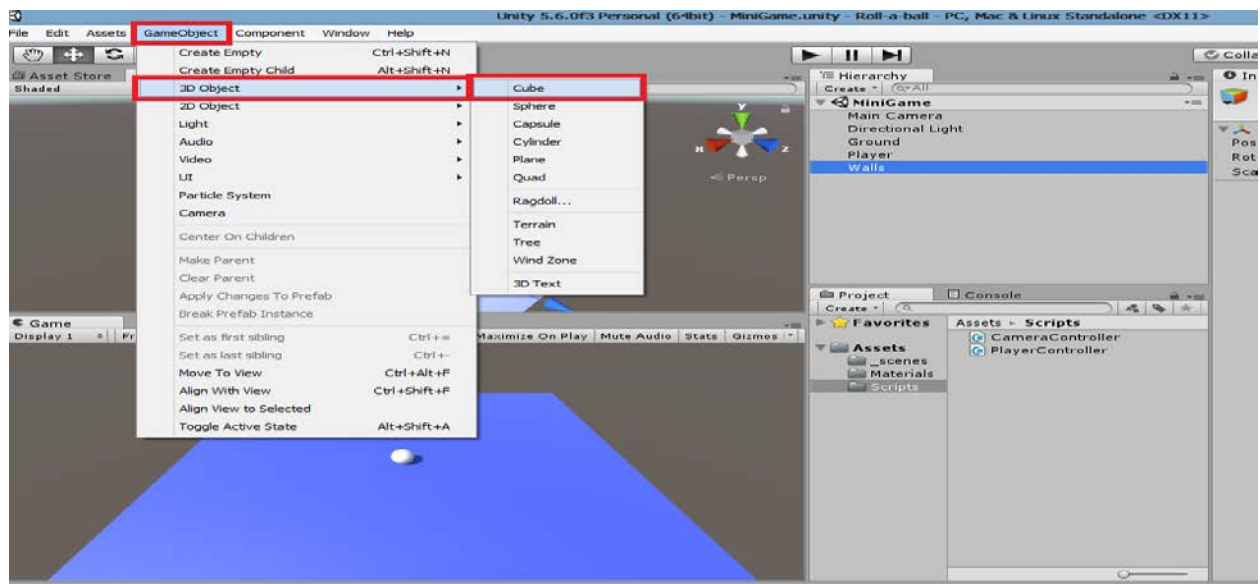 Unity 5.6.0f3 Personal (64bit) - MiniGame.unity - Roll-a-ball - PC, Mac & Linux Standalone <DX11>
File Edit Assets GameObject Component Window Help
Create Empty Ctrl+Shift+N
Create Empty Child Alt+Shift+N
3D Object
2D Object
Light
Audio
Video
UI
Particle System
Camera
Center On Children
Make Parent
Clear Parent
Apply Changes To Prefab
Break Prefab Instance
Set as first sibling Ctrl+=
Set as last sibling Ctrl+-
Move To View Ctrl+Alt+F
Align With View Ctrl+Shift+F
Align View to Selected
Toggle Active State Alt+Shift+A
Cube
Sphere
Capsule
Cylinder
Plane
Quad
Ragdoll...
Terrain
Tree
Wind Zone
3D Text
Asset Store
Shaded
All
y
x
z
Persp
Colla
Hierarchy
Create All
MiniGame
Main Camera
Directional Light
Ground
Player
Walls
In
Pos
Rot
Sca
Game
Display 1 Fr
Maximize On Play Mute Audio Stats Gizmos
Project Console
Create
Favorites
Assets
_scenes
Materials
Scripts
Assets Scripts
CameraController
PlayerController